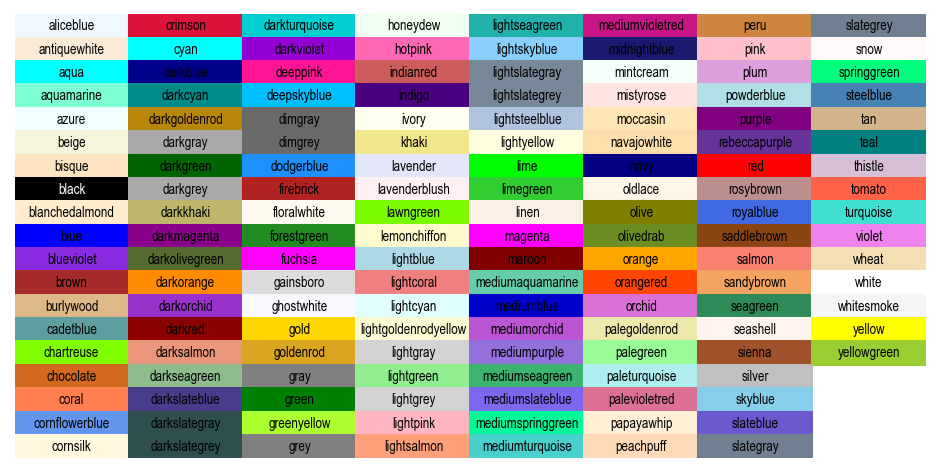 aliceblue crimson darkturquoise honeydew lightseagreen mediumvioletred peru slategrey
antiquewhite cyan darkviolet hotpink lightskyblue midnightblue pink snow
aqua darkblue deeppink indianred lightslategray mintcream plum springgreen
aquamarine darkcyan deepskyblue indigo lightslategrey mistyrose powderblue steelblue
azure darkgoldenrod dimgray ivory lightsteelblue moccasin purple tan
beige darkgray dimgrey khaki lightyellow navajowhite rebeccapurple teal
bisque darkgreen dodgerblue lavender lime navy red thistle
black darkgrey firebrick lavenderblush limegreen oldlace rosybrown tomato
blanchedalmond darkkhaki floralwhite lawngreen linen olive royalblue turquoise
blue darkmagenta forestgreen lemonchiffon magenta olivedrab saddlebrown violet
blueviolet darkolivegreen fuchsia lightblue maroon orange salmon wheat
brown darkorange gainsboro lightcoral mediumaquamarine orangered sandybrown white
burlywood darkorchid ghostwhite lightcyan mediumblue orchid seagreen whitesmoke
cadetblue darkred gold lightgoldenrodyellow mediumorchid palegoldenrod seashell yellow
chartreuse darksalmon goldenrod lightgray mediumpurple palegreen sienna yellowgreen
chocolate darkseagreen gray lightgreen mediumseagreen paleturquoise silver
coral darkslateblue green lightgrey mediumslateblue palevioletred skyblue
cornflowerblue darkslategray greenyellow lightpink mediumspringgreen papayawhip slateblue
cornsilk darkslategrey grey lightsalmon mediumturquoise peachpuff slategray